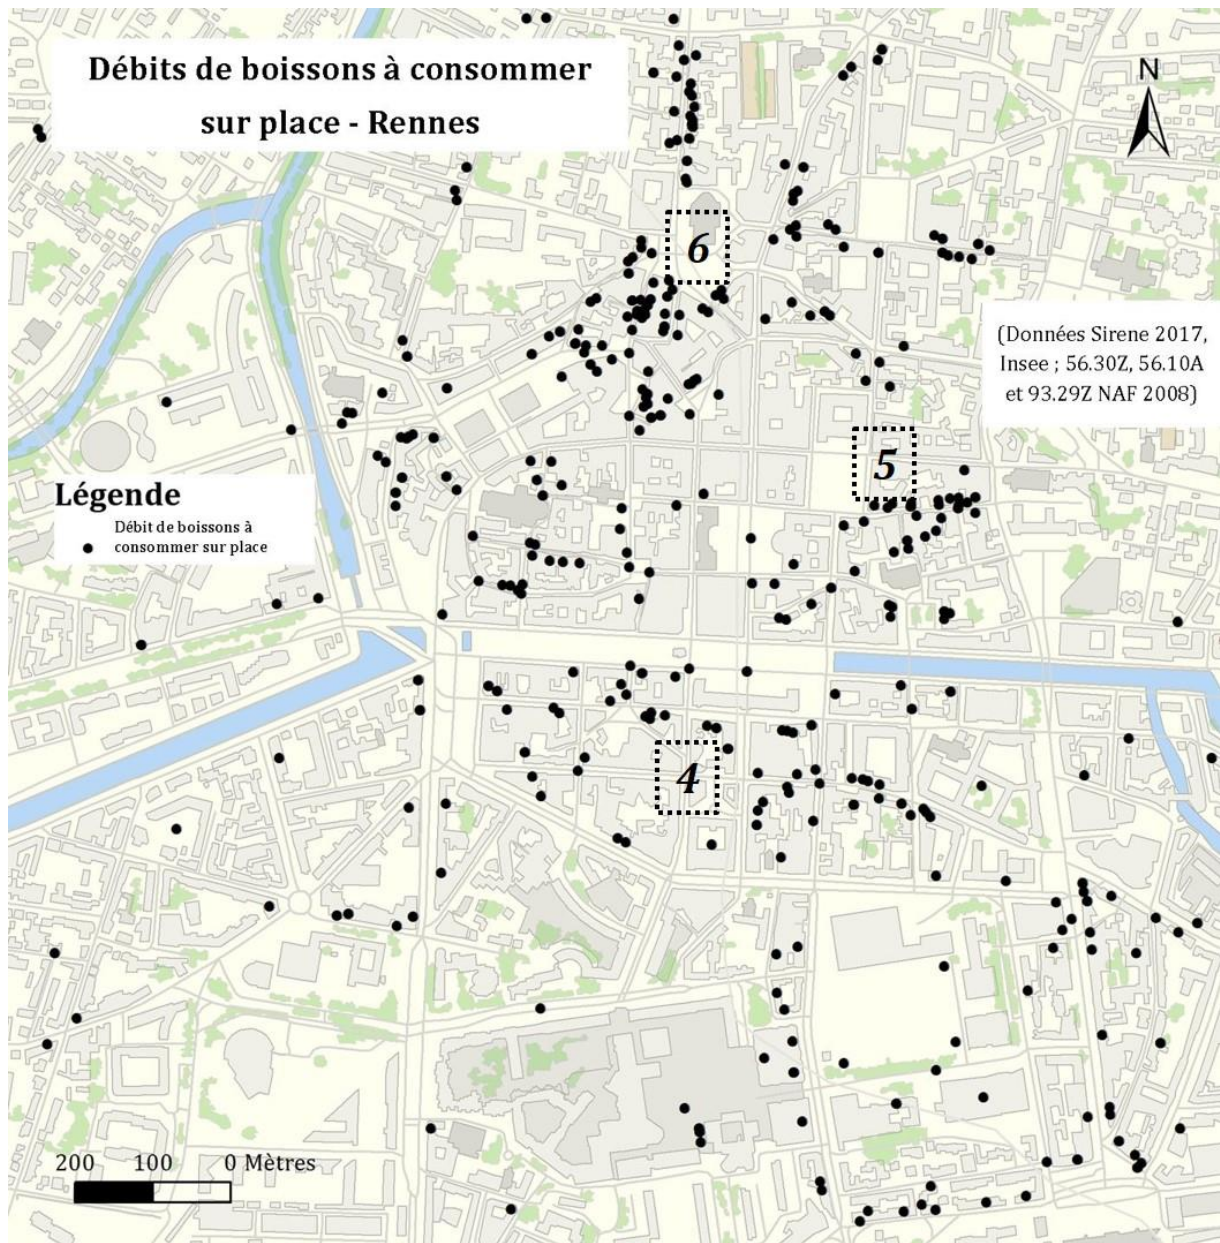 Débits de boissons à consommer
sur place - Rennes
N
6
(Données Sirene 2017,
Insee ; 56.30Z, 56.10A
et 93.29Z NAF 2008)
5
Légende
Débit de boissons à
consommer sur place
4
200 100 0 Mètres